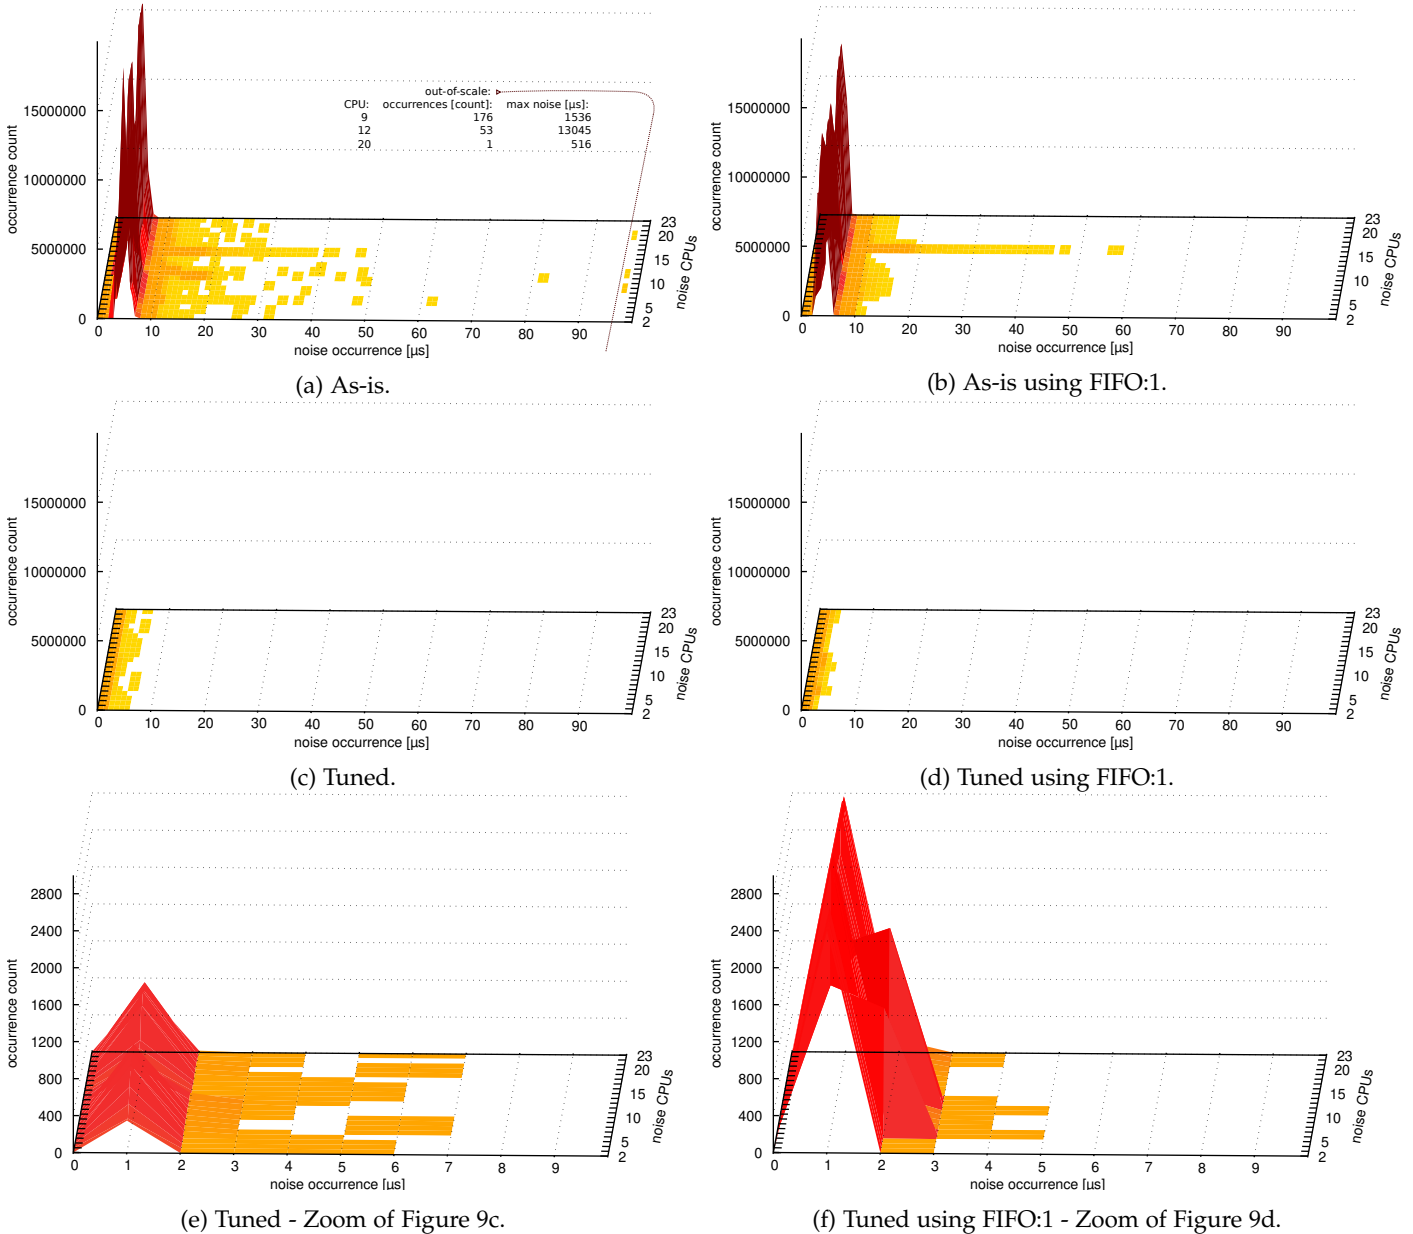 occurrence count
15000000
10000000
5000000
0
0 10 20 30 40 50 60 70 80 90
noise occurrence [µs]
23
20
15
10
5
2
noise CPUs
out-of-scale:
CPU: occurrences [count]: max noise [µs]:
9 176 1536
12 53 13045
20 1 516
(a) As-is.
occurrence count
15000000
10000000
5000000
0
0 10 20 30 40 50 60 70 80 90
noise occurrence [µs]
23
20
15
10
5
2
noise CPUs
(b) As-is using FIFO:1.
occurrence count
15000000
10000000
5000000
0
0 10 20 30 40 50 60 70 80 90
noise occurrence [µs]
23
20
15
10
5
2
noise CPUs
(c) Tuned.
occurrence count
15000000
10000000
5000000
0
0 10 20 30 40 50 60 70 80 90
noise occurrence [µs]
23
20
15
10
5
2
noise CPUs
(d) Tuned using FIFO:1.
occurrence count
2800
2400
2000
1600
1200
800
400
0
0 1 2 3 4 5 6 7 8 9
noise occurrence [µs]
23
20
15
10
5
2
noise CPUs
(e) Tuned - Zoom of Figure 9c.
occurrence count
2800
2400
2000
1600
1200
800
400
0
0 1 2 3 4 5 6 7 8 9
noise occurrence [µs]
23
20
15
10
5
2
noise CPUs
(f) Tuned using FIFO:1 - Zoom of Figure 9d.